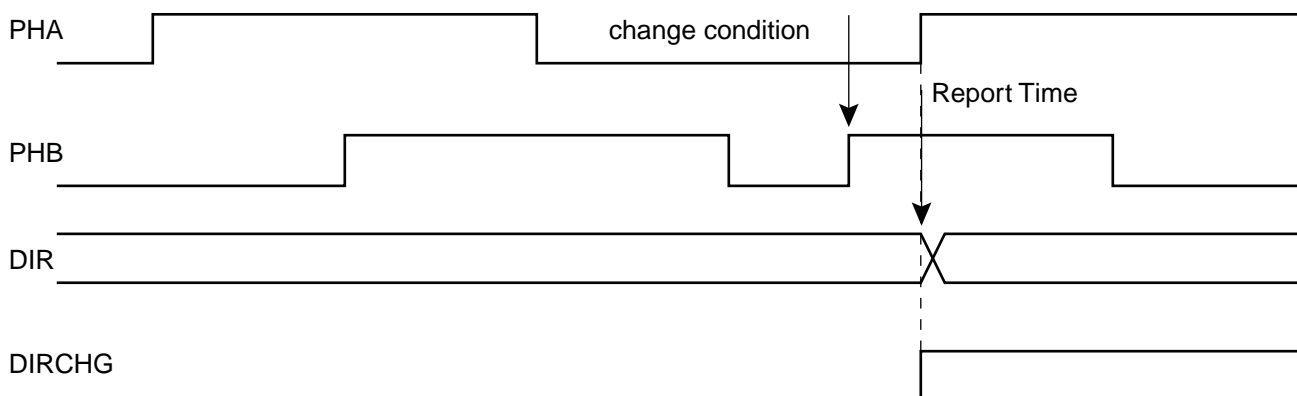 PHA
change condition
Report Time
PHB
DIR
DIRCHG